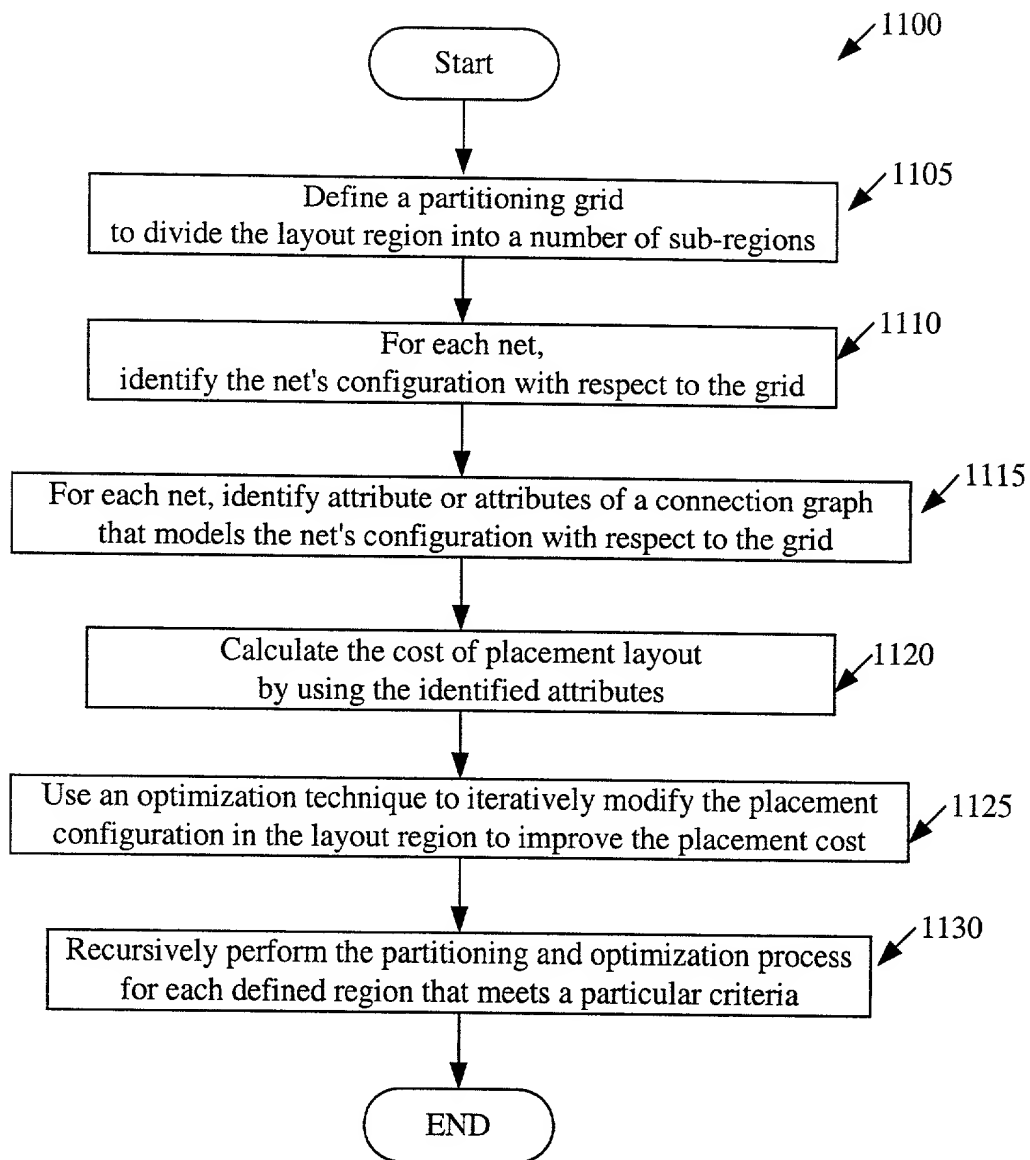 1100
Start
1105
Define a partitioning grid
to divide the layout region into a number of sub-regions
1110
For each net,
identify the net's configuration with respect to the grid
1115
For each net, identify attribute or attributes of a connection graph
that models the net's configuration with respect to the grid
1120
Calculate the cost of placement layout
by using the identified attributes
1125
Use an optimization technique to iteratively modify the placement
configuration in the layout region to improve the placement cost
1130
Recursively perform the partitioning and optimization process
for each defined region that meets a particular criteria
END